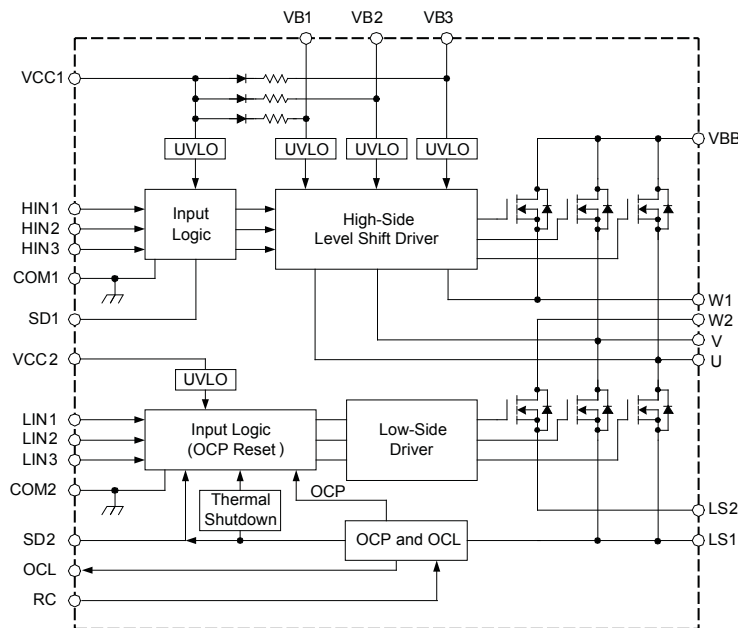 VB1 VB2 VB3
VCC1
UVLO UVLO UVLO UVLO
VBB
HIN1
HIN2
HIN3
Input
Logic
High-Side
Level Shift Driver
COM1
SD1
W1
W2
V
U
VCC2
UVLO
LIN1
LIN2
LIN3
Input Logic
(OCP Reset)
Low-Side
Driver
COM2
Thermal
Shutdown
OCP
LS2
SD2
OCP and OCL
LS1
OCL
RC